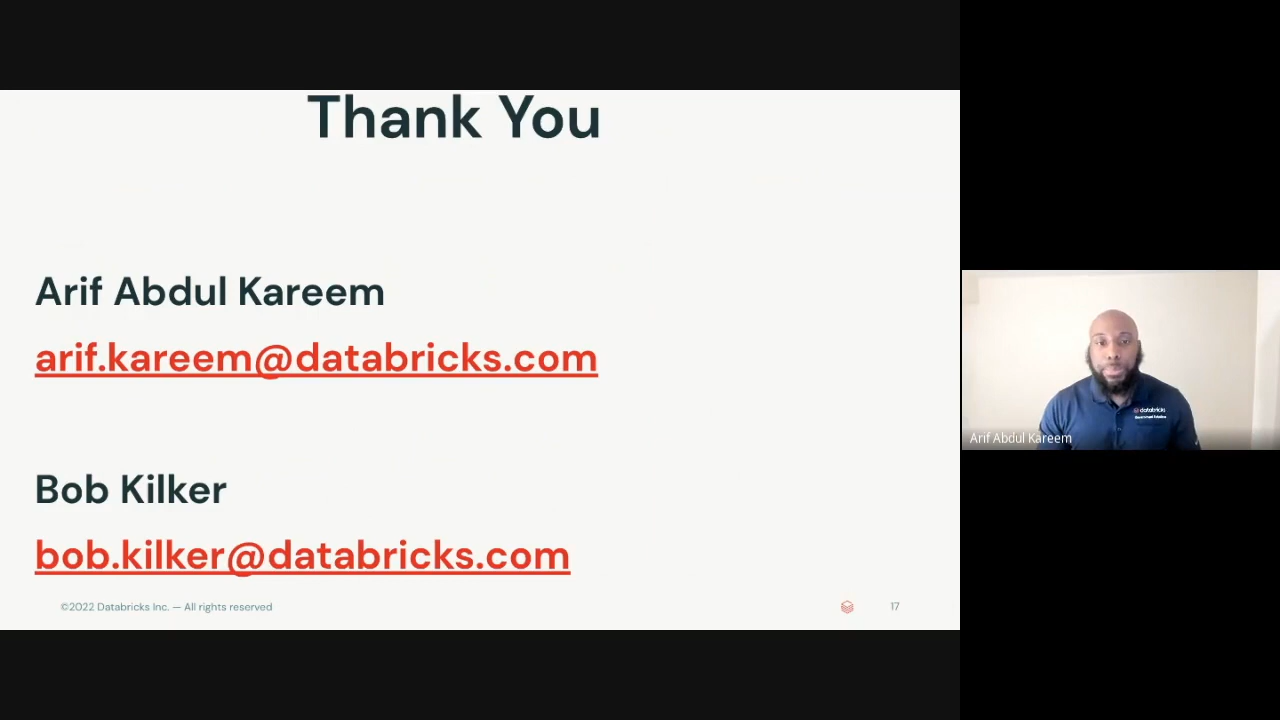 Thank You
Arif Abdul Kareem
arif.kareem@databricks.com
Bob Kilker
bob.kilker@databricks.com
©2022 Databricks Inc. — All rights reserved
17
databricks
Arif Abdul Kareem